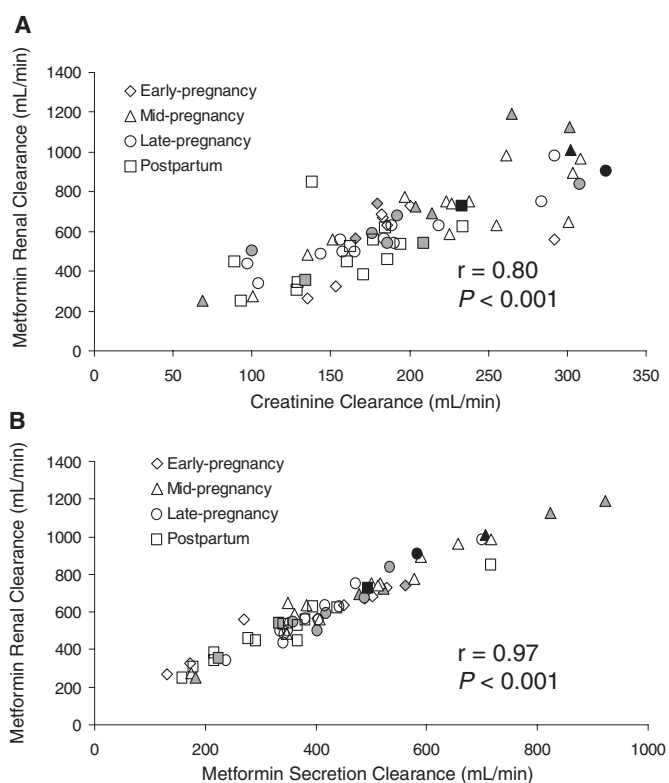 A
Metformin Renal Clearance (mL/min)
1400
1200
1000
800
600
400
200
0
Early-pregnancy
Mid-pregnancy
Late-pregnancy
Postpartum
r = 0.80
P < 0.001
0 50 100 150 200 250 300 350
Creatinine Clearance (mL/min)
B
Metformin Renal Clearance (mL/min)
1400
1200
1000
800
600
400
200
0
Early-pregnancy
Mid-pregnancy
Late-pregnancy
Postpartum
r = 0.97
P < 0.001
0 200 400 600 800 1000
Metformin Secretion Clearance (mL/min)